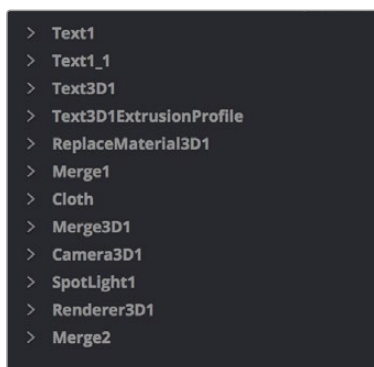 Text1
Text1_1
Text3D1
Text3D1ExtrusionProfile
ReplaceMaterial3D1
Merge1
Cloth
Merge3D1
Camera3D1
SpotLight1
Renderer3D1
Merge2